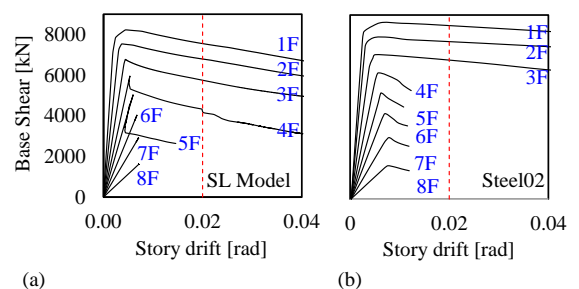 Base Shear [kN]
8000
6000
4000
2000
0
1F
2F
3F
4F
5F
6F
7F
8F
SL Model
0.00
0.02
0.04
Story drift [rad]
(a)
1F
2F
3F
4F
5F
6F
7F
8F
Steel02
0
0.02
0.04
Story drift [rad]
(b)